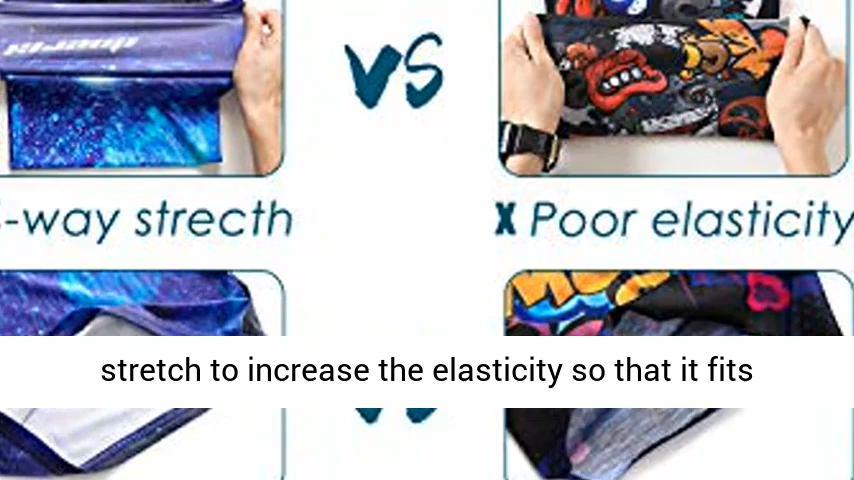 VS
-way strecth
X Poor elasticity
stretch to increase the elasticity so that it fits